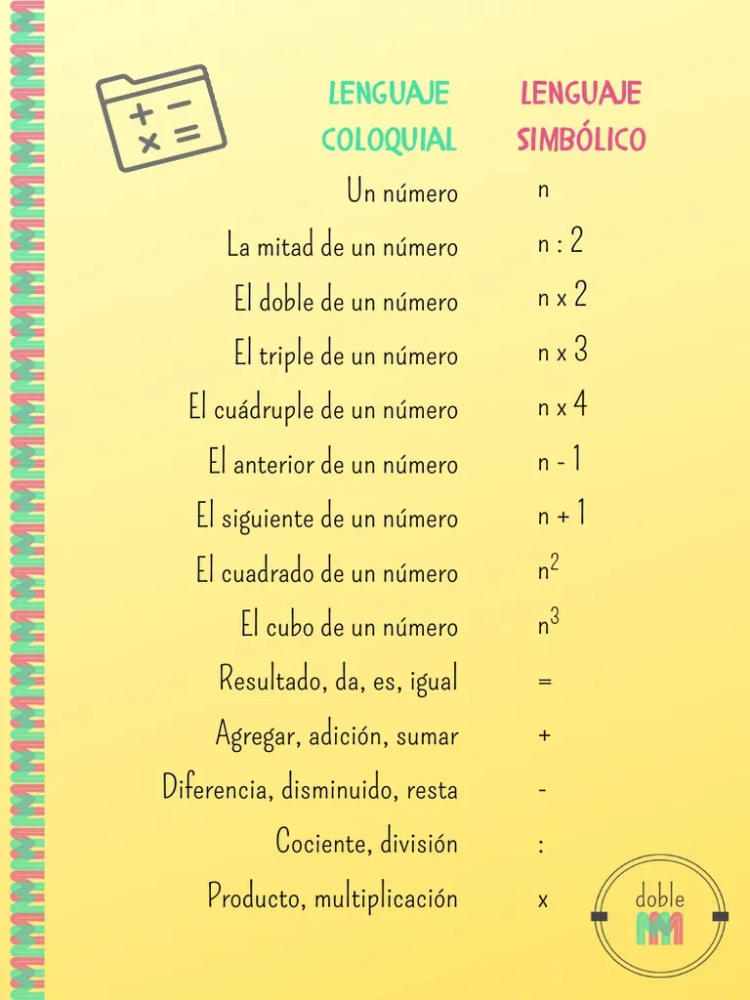 LENGUAJE COLOQUIAL
LENGUAJE SIMBÓLICO
Un número n
La mitad de un número n : 2
El doble de un número n x 2
El triple de un número n x 3
El cuádruple de un número n x 4
El anterior de un número n - 1
El siguiente de un número n + 1
El cuadrado de un número n²
El cubo de un número n³
Resultado, da, es, igual =
Agregar, adición, sumar +
Diferencia, disminuido, resta -
Cociente, división :
Producto, multiplicación x
doble